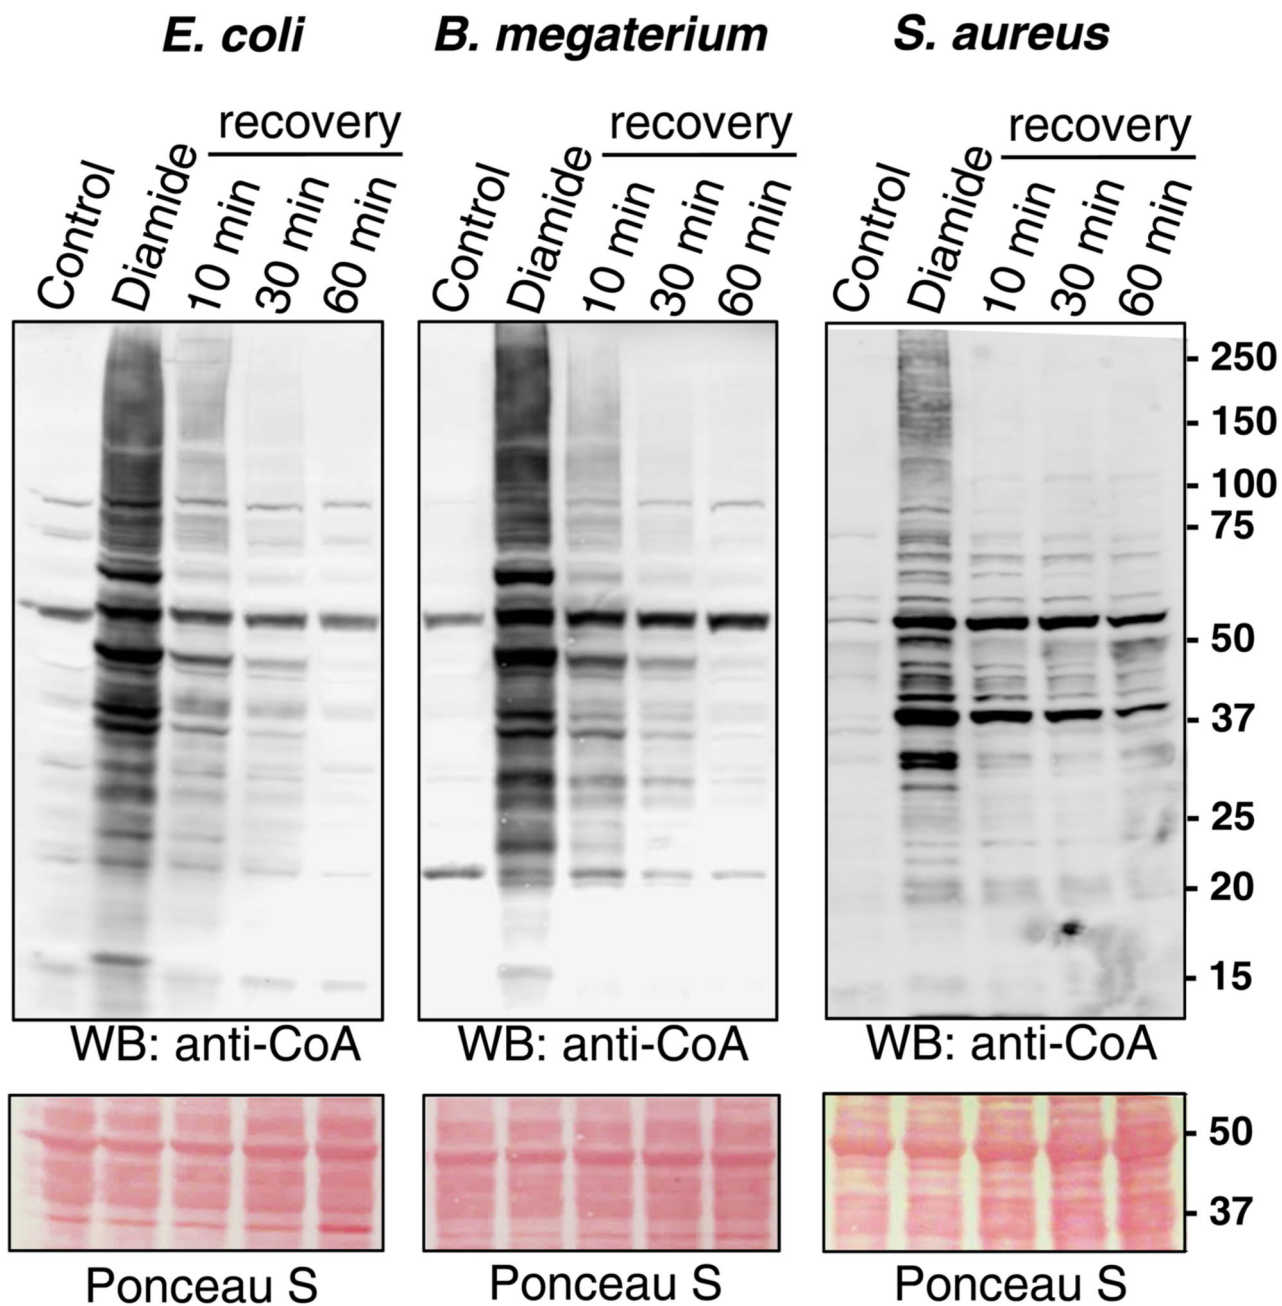 E. coli B. megaterium S. aureus
recovery recovery recovery
Control Diamide 10 min 30 min 60 min Control Diamide 10 min 30 min 60 min Control Diamide 10 min 30 min 60 min
250
150
100
75
50
37
25
20
15
WB: anti-CoA WB: anti-CoA WB: anti-CoA
50
37
Ponceau S Ponceau S Ponceau S